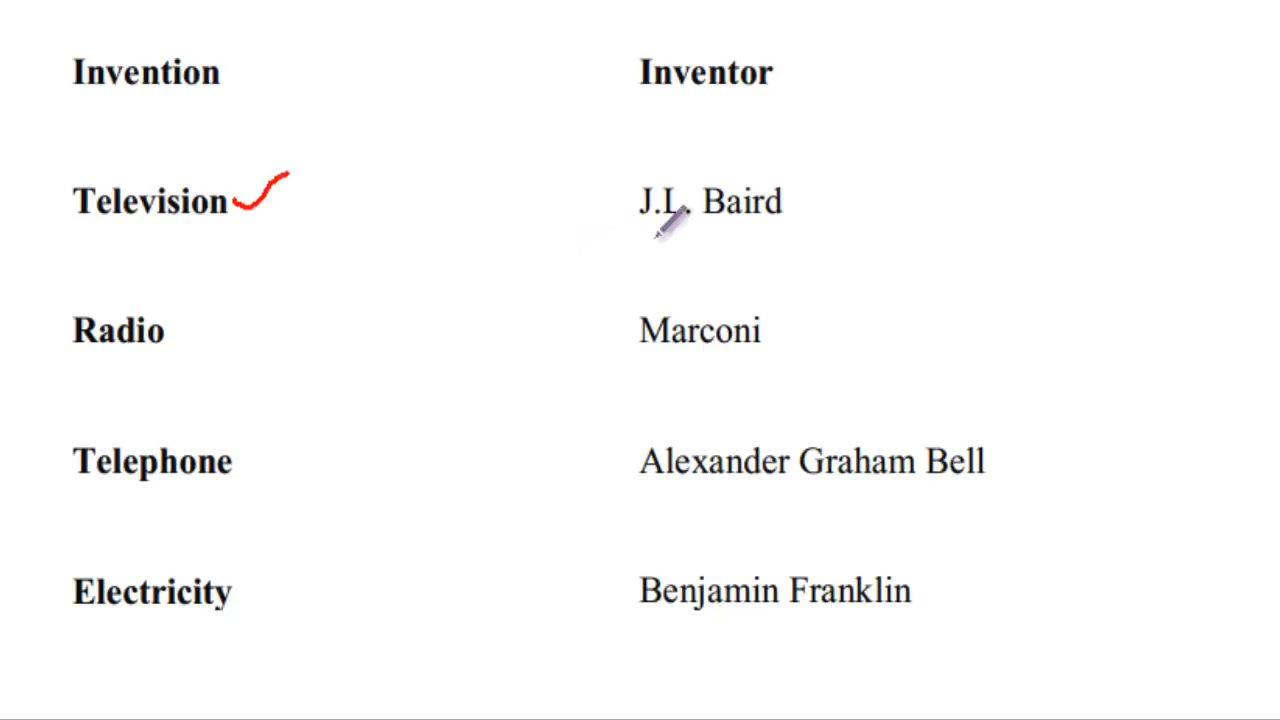 Invention Inventor
Television J.L. Baird
Radio Marconi
Telephone Alexander Graham Bell
Electricity Benjamin Franklin